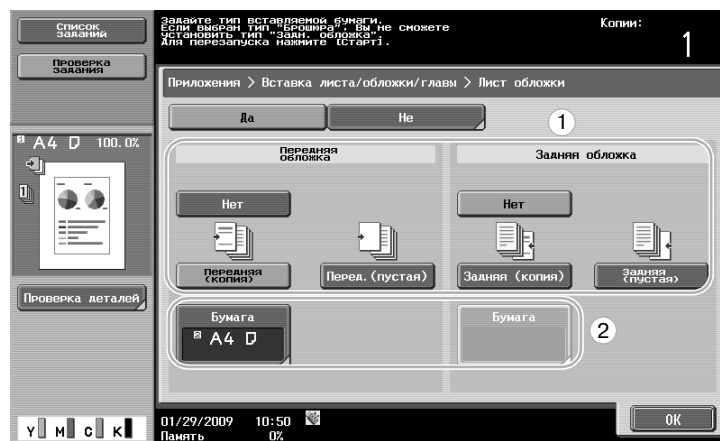 Список
заданий
Проверка
задания
Задайте тип вставляемой бумаги.
Если выбран тип "Брошюра", Вы не сможете
установить тип "Задн. обложка".
Для перезапуска нажмите [Старт].
Копии:
1
Приложения > Вставка листа/обложки/главы > Лист обложки
Да
Не
1
A4 100.0%
1
Передняя
обложка
Задняя обложка
Нет
Нет
Передняя
(копия)
Перед.(пустая)
Задняя (копия)
Задняя
(пустая)
Проверка деталей
Бумага
2 A4
Бумага
2
Y M C K
01/29/2009 10:50
Память 0%
OK